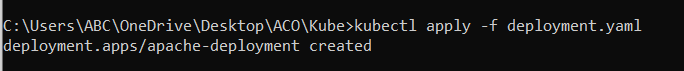 C:\Users\ABC\OneDrive\Desktop\ACO\Kube>kubectl apply -f deployment.yaml
deployment.apps/apache-deployment created